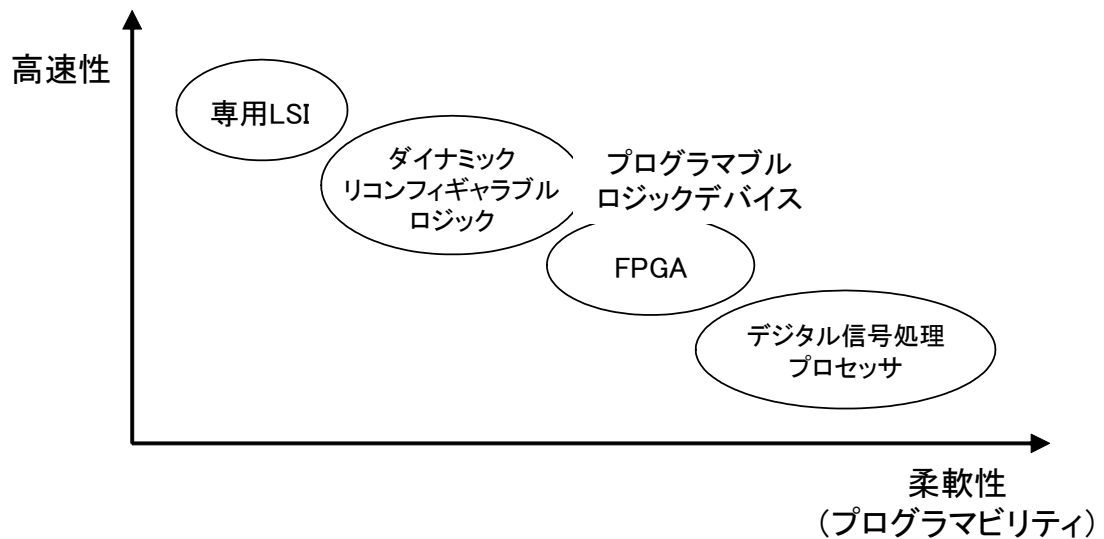 高速性
専用LSI
ダイナミック
リコンフィギャラブル
ロジック
プログラマブル
ロジックデバイス
FPGA
デジタル信号処理
プロセッサ
柔軟性
(プログラマビリティ)